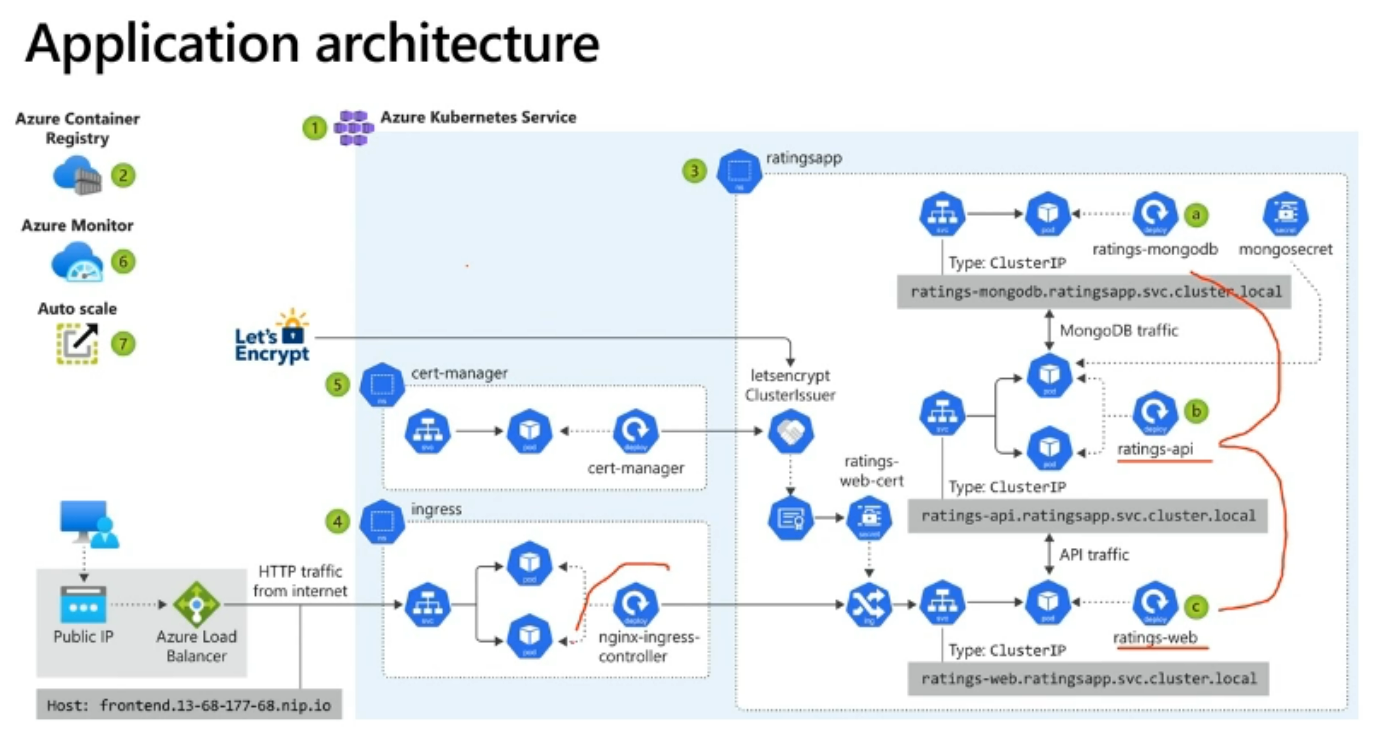 Application architecture
Azure Container
Registry
2
Azure Monitor
6
Auto scale
7
1
Azure Kubernetes Service
3
ratingsapp
ns
svc
pod
deploy
a
secret
ratings-mongodb
mongosecret
Type: ClusterIP
ratings-mongodb.ratingsapp.svc.cluster.local
MongoDB traffic
Let's
Encrypt
5
cert-manager
ns
svc
pod
deploy
cert-manager
letsencrypt
ClusterIssuer
ratings-
web-cert
secret
pod
svc
pod
deploy
b
ratings-api
Type: ClusterIP
ratings-api.ratingsapp.svc.cluster.local
API traffic
4
ingress
ns
pod
svc
pod
deploy
nginx-ingress-
controller
HTTP traffic
from internet
Public IP
Azure Load
Balancer
Host: frontend.13-68-177-68.nip.io
ing
svc
pod
deploy
c
ratings-web
Type: ClusterIP
ratings-web.ratingsapp.svc.cluster.local